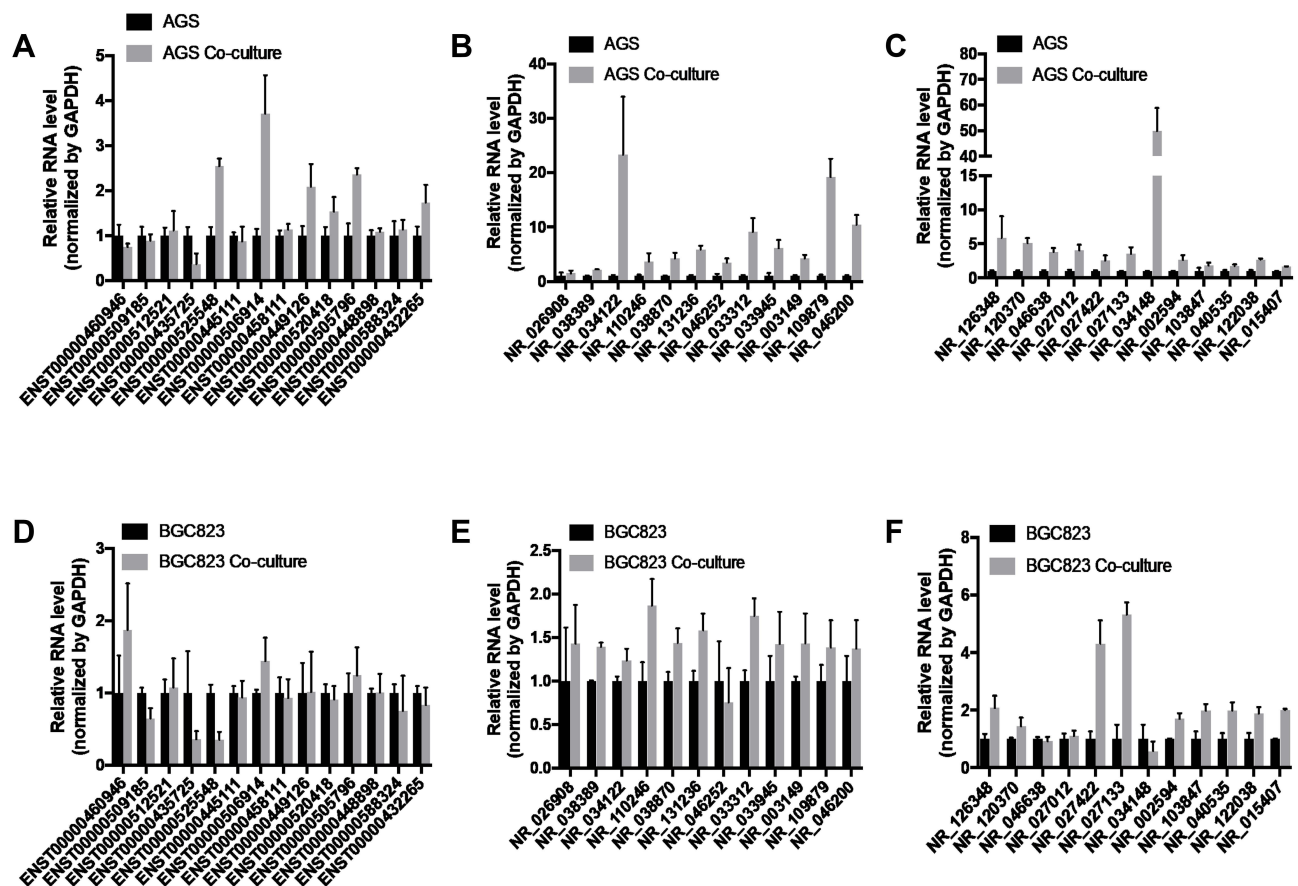 A
AGS
AGS Co-culture
Relative RNA level
(normalized by GAPDH)
5
4
3
2
1
0
ENST00000460946
ENST00000509185
ENST00000512521
ENST00000435725
ENST00000525548
ENST00000445111
ENST00000506914
ENST00000458111
ENST00000449126
ENST00000520418
ENST00000505796
ENST00000448898
ENST00000588324
ENST00000432265
B
AGS
AGS Co-culture
Relative RNA level
(normalized by GAPDH)
40
30
20
10
0
NR_026908
NR_038389
NR_034122
NR_110246
NR_038870
NR_131236
NR_046252
NR_033312
NR_033945
NR_003149
NR_109879
NR_046200
C
AGS
AGS Co-culture
Relative RNA level
(normalized by GAPDH)
80
70
60
50
40
15
10
5
0
NR_126348
NR_120370
NR_046638
NR_027012
NR_027422
NR_027133
NR_034148
NR_002594
NR_103847
NR_040535
NR_122038
NR_015407
D
BGC823
BGC823 Co-culture
Relative RNA level
(normalized by GAPDH)
3
2
1
0
ENST00000460946
ENST00000509185
ENST00000512521
ENST00000435725
ENST00000525548
ENST00000445111
ENST00000506914
ENST00000458111
ENST00000449126
ENST00000520418
ENST00000505796
ENST00000448898
ENST00000588324
ENST00000432265
E
BGC823
BGC823 Co-culture
Relative RNA level
(normalized by GAPDH)
2.5
2.0
1.5
1.0
0.5
0.0
NR_026908
NR_038389
NR_034122
NR_110246
NR_038870
NR_131236
NR_046252
NR_033312
NR_033945
NR_003149
NR_109879
NR_046200
F
BGC823
BGC823 Co-culture
Relative RNA level
(normalized by GAPDH)
8
6
4
2
0
NR_126348
NR_120370
NR_046638
NR_027012
NR_027422
NR_027133
NR_034148
NR_002594
NR_103847
NR_040535
NR_122038
NR_015407